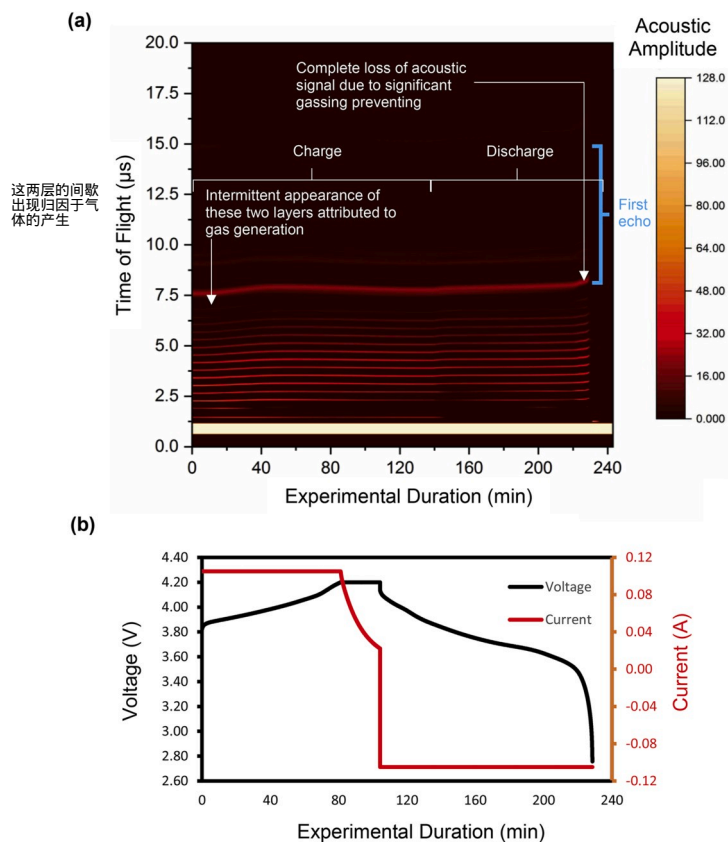 (a)
Acoustic
Amplitude
20.0
17.5
15.0
12.5
10.0
7.5
5.0
2.5
0.0
Time of Flight (μs)
Complete loss of acoustic
signal due to significant
gassing preventing
Charge
Discharge
Intermittent appearance of
these two layers attributed to
gas generation
First
echo
这两层的间歇
出现归因于气
体的产生
128.0
96.00
80.00
64.00
48.00
32.00
16.00
0.000
0
40
80
120
160
200
240
Experimental Duration (min)
(b)
4.40
4.20
4.00
3.80
3.60
3.40
3.20
3.00
2.80
2.60
Voltage (V)
Voltage
Current
0.12
0.08
0.04
0.00
-0.04
-0.08
-0.12
Current (A)
0
40
80
120
160
200
240
Experimental Duration (min)